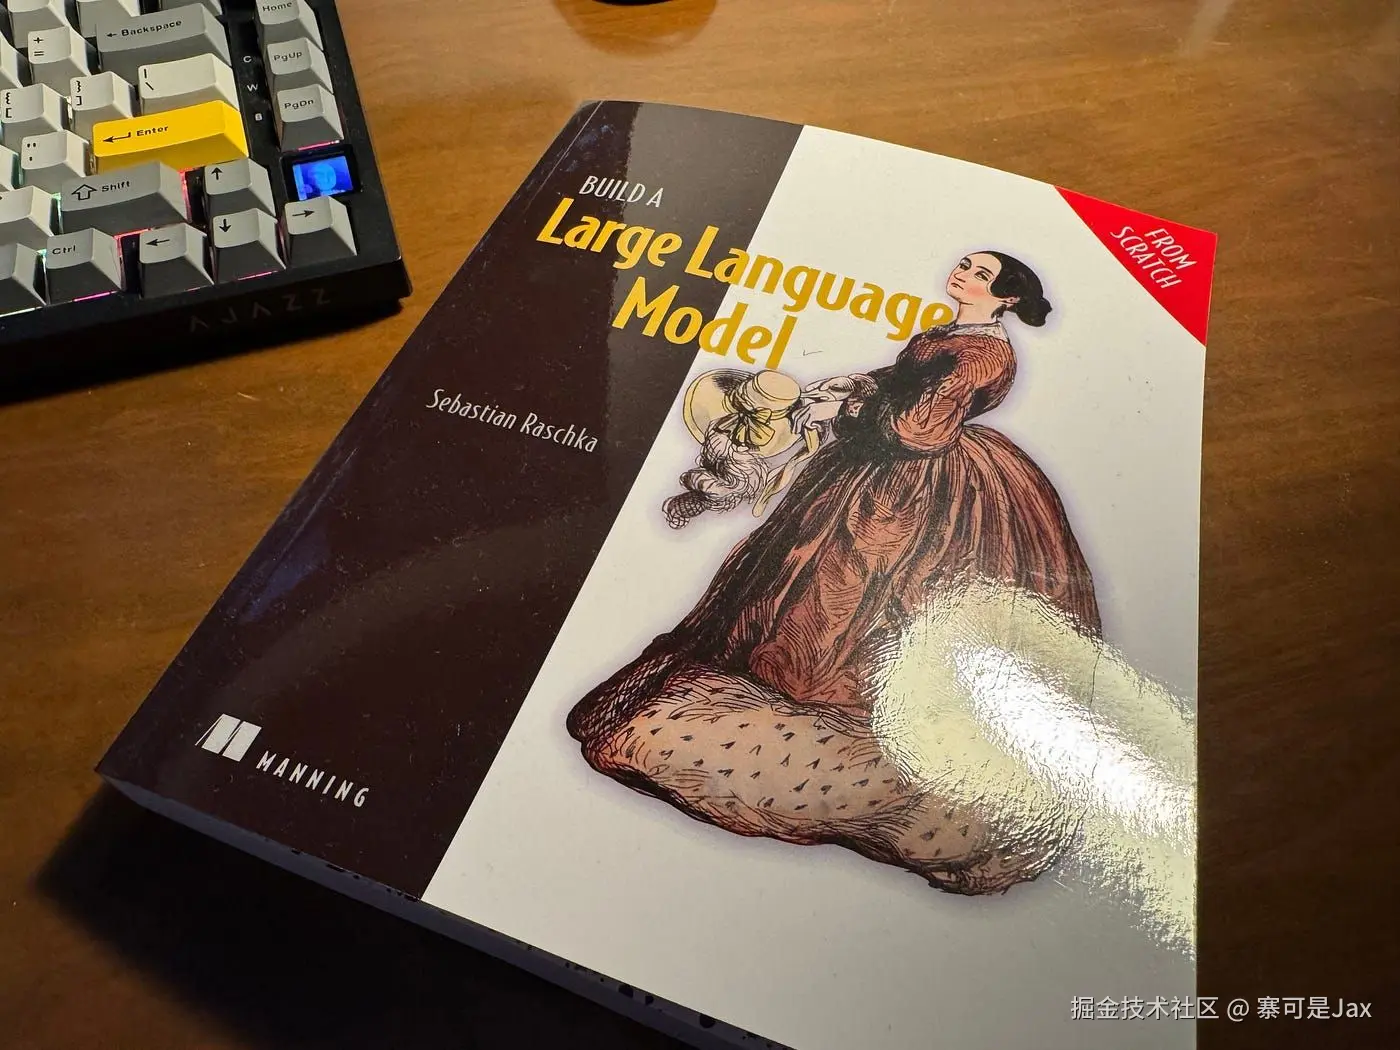 Home
← Backspace
+
=
PgUp
|
\
}
]
{
[
PgDn
← Enter
"
'
Shift
↑
Ctrl
←
↓
→
C
W
S
AJAZZ
BUILD A
Large Language
Model
FROM
SCRATCH
Sebastian Raschka
MANNING
掘金技术社区 @ 寨可是Jax